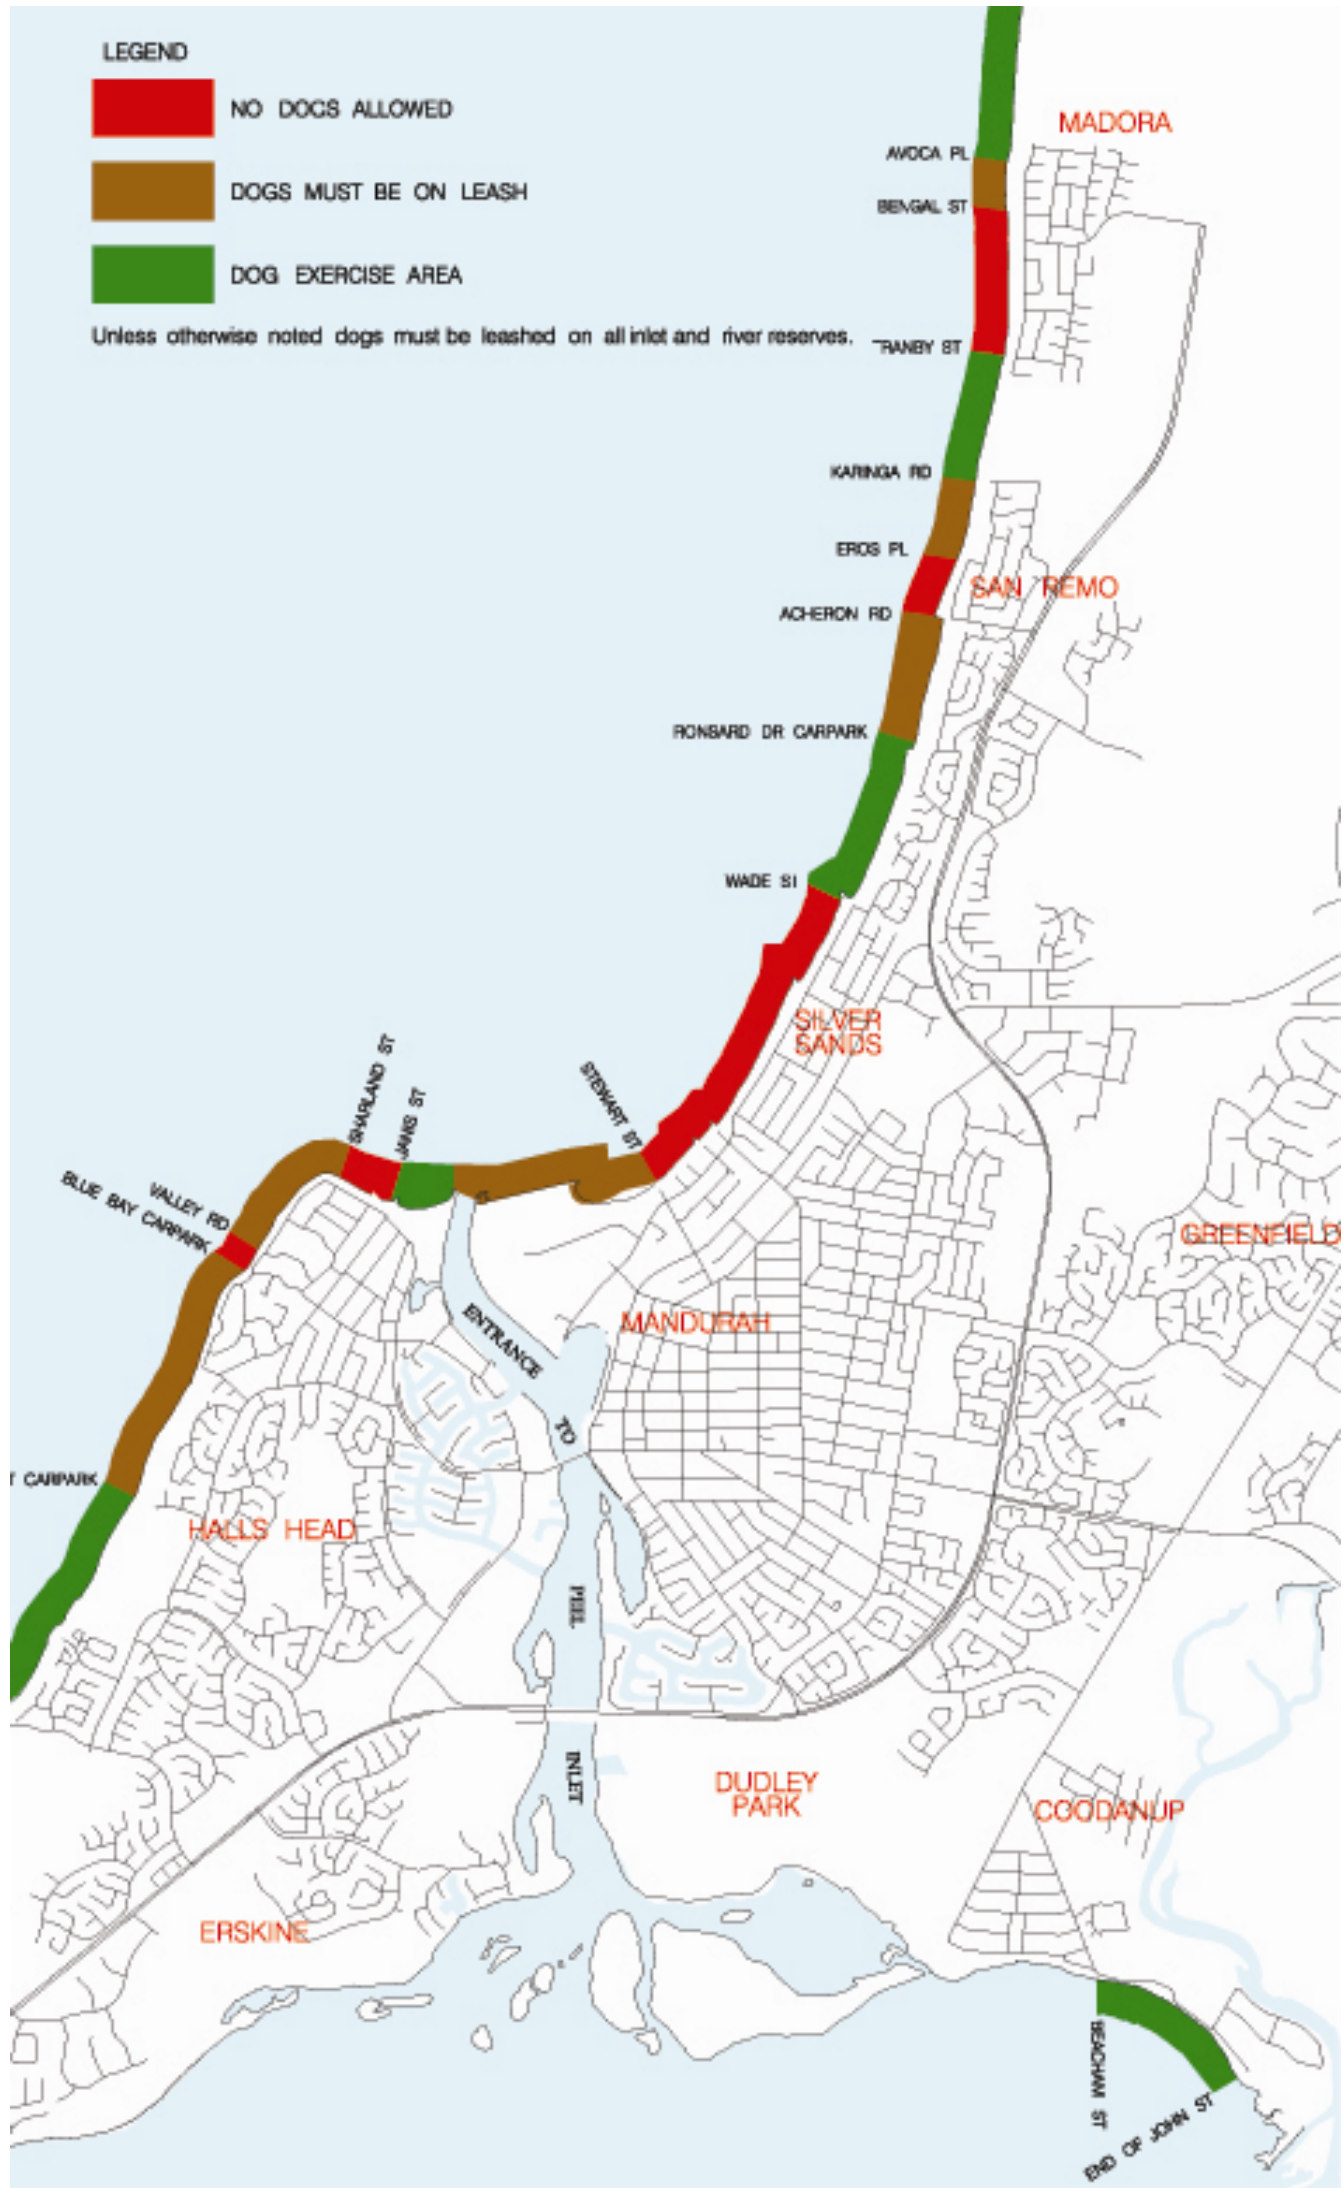 LEGEND
NO DOGS ALLOWED
DOGS MUST BE ON LEASH
DOG EXERCISE AREA
Unless otherwise noted dogs must be leashed on all inlet and river reserves.
MADORA
AVOCA PL
BENGAL ST
TRANBY ST
KARINGA RD
EROS PL
SAN REMO
ACHERON RD
RONSARD DR CARPARK
WADE ST
SILVER
SANDS
STEWART ST
SHARLAND ST
JANIS ST
VALLEY RD
BLUE BAY CARPARK
GREENFIELD
MANDURAH
ENTRANCE
TO
PEEL
INLET
T CARPARK
HALLS HEAD
DUDLEY
PARK
COODANUP
ERSKINE
BEACHAM ST
END OF JOHN ST